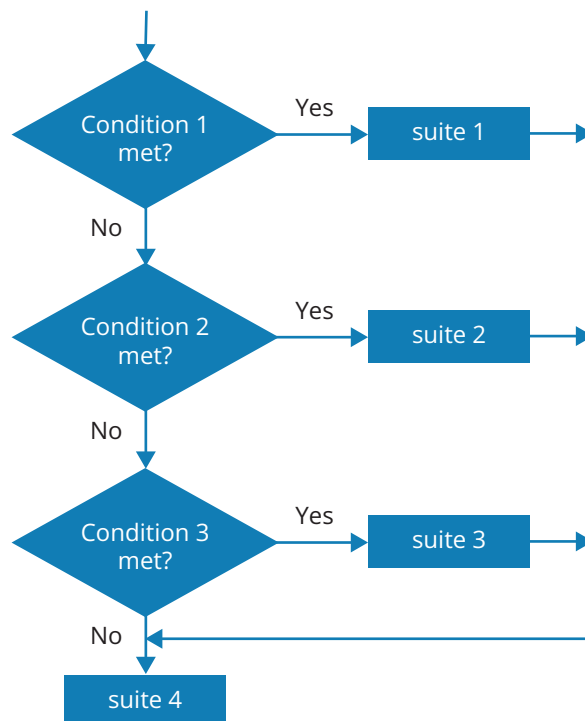 Condition 1
met?
Yes
suite 1
No
Condition 2
met?
Yes
suite 2
No
Condition 3
met?
Yes
suite 3
No
suite 4